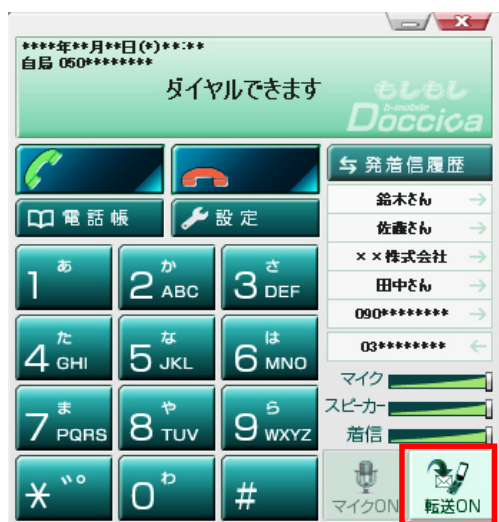 ****年**月**日(*)**:**
自局 050********
ダイヤルできます
もしもし
b-mobile
Doccica
発着信履歴
電話帳
設定
鈴木さん
佐藤さん
××株式会社
田中さん
090********
03********
1 あ
2 か ABC
3 さ DEF
4 た GHI
5 な JKL
6 は MNO
7 ま PQRS
8 や TUV
9 ら WXYZ
* ゛゜
0 わ
#
マイク
スピーカー
着信
マイクON
転送ON